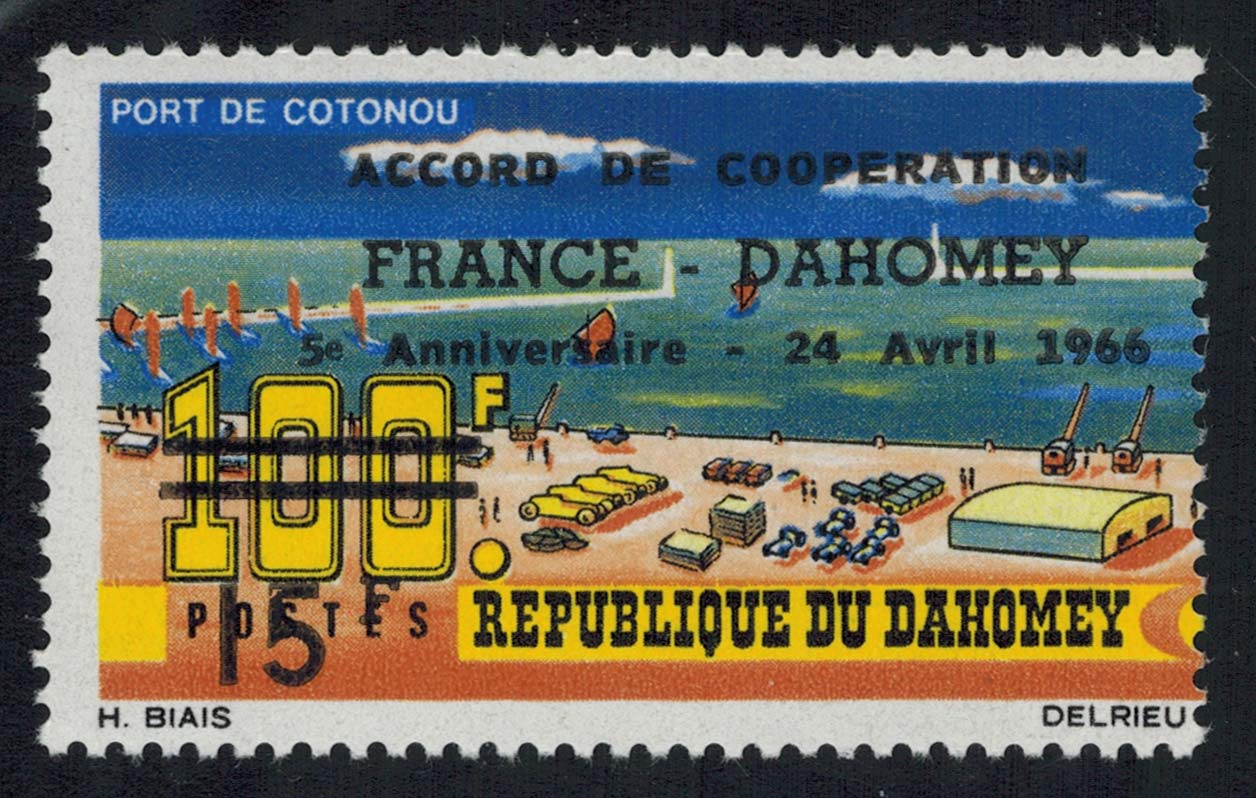 PORT DE COTONOU
ACCORD DE COOPERATION
FRANCE - DAHOMEY
5e Anniversaire - 24 Avril 1966
100F
15F
POSTES
REPUBLIQUE DU DAHOMEY
H. BIAIS
DELRIEU